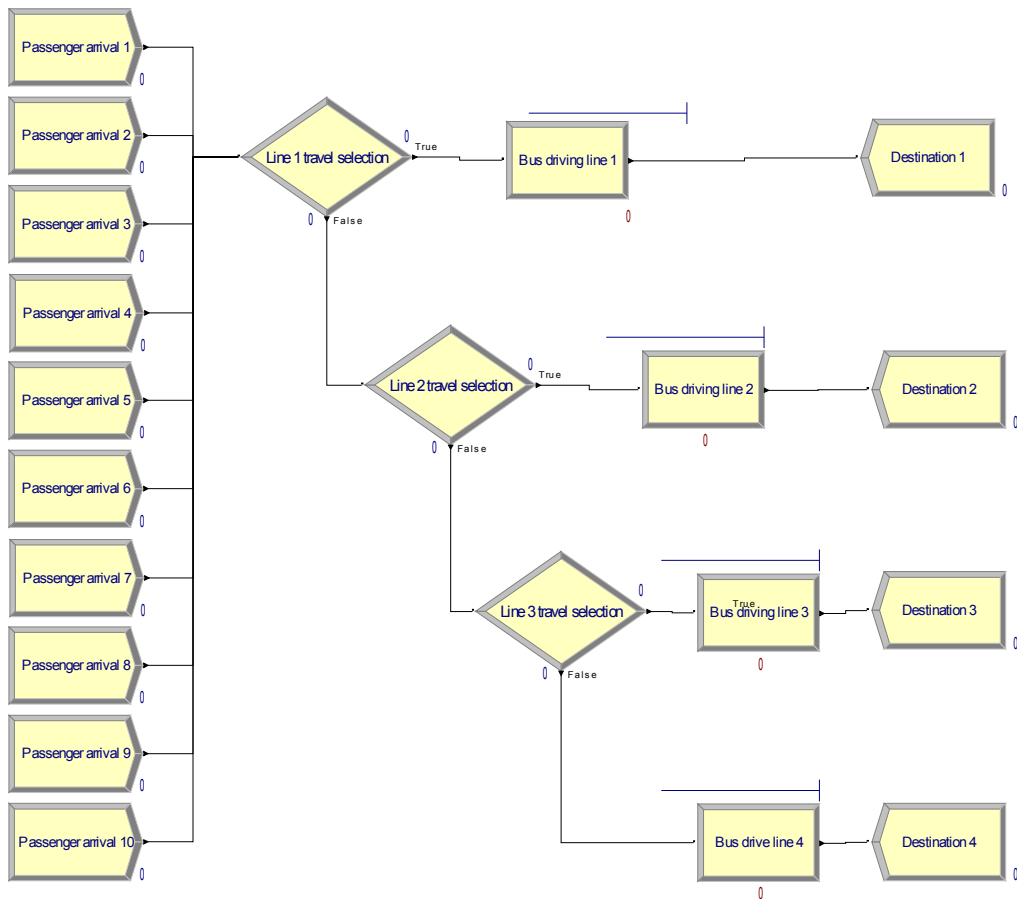 Passenger arrival 1
0
Passenger arrival 2
0
Passenger arrival 3
0
Passenger arrival 4
0
Passenger arrival 5
0
Passenger arrival 6
0
Passenger arrival 7
0
Passenger arrival 8
0
Passenger arrival 9
0
Passenger arrival 10
0
Line 1 travel selection
0
True
0
False
Bus driving line 1
0
Destination 1
0
Line 2 travel selection
0
True
0
False
Bus driving line 2
0
Destination 2
0
Line 3 travel selection
0
True
0
False
Bus driving line 3
0
Destination 3
0
Bus drive line 4
0
Destination 4
0